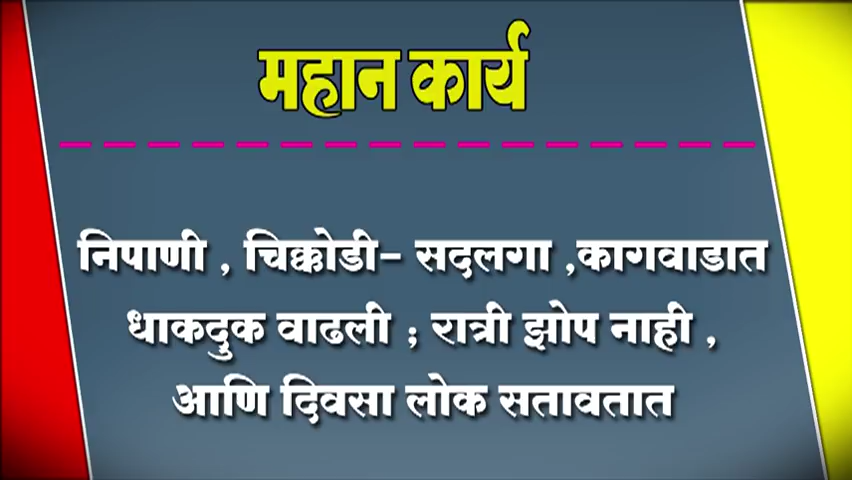 महान कार्य
निपाणी , चिक्कोडी– सदलगा ,कागवाडात
धाकदुक वाढली ; रात्री झोप नाही ,
आणि दिवसा लोक सतावतात